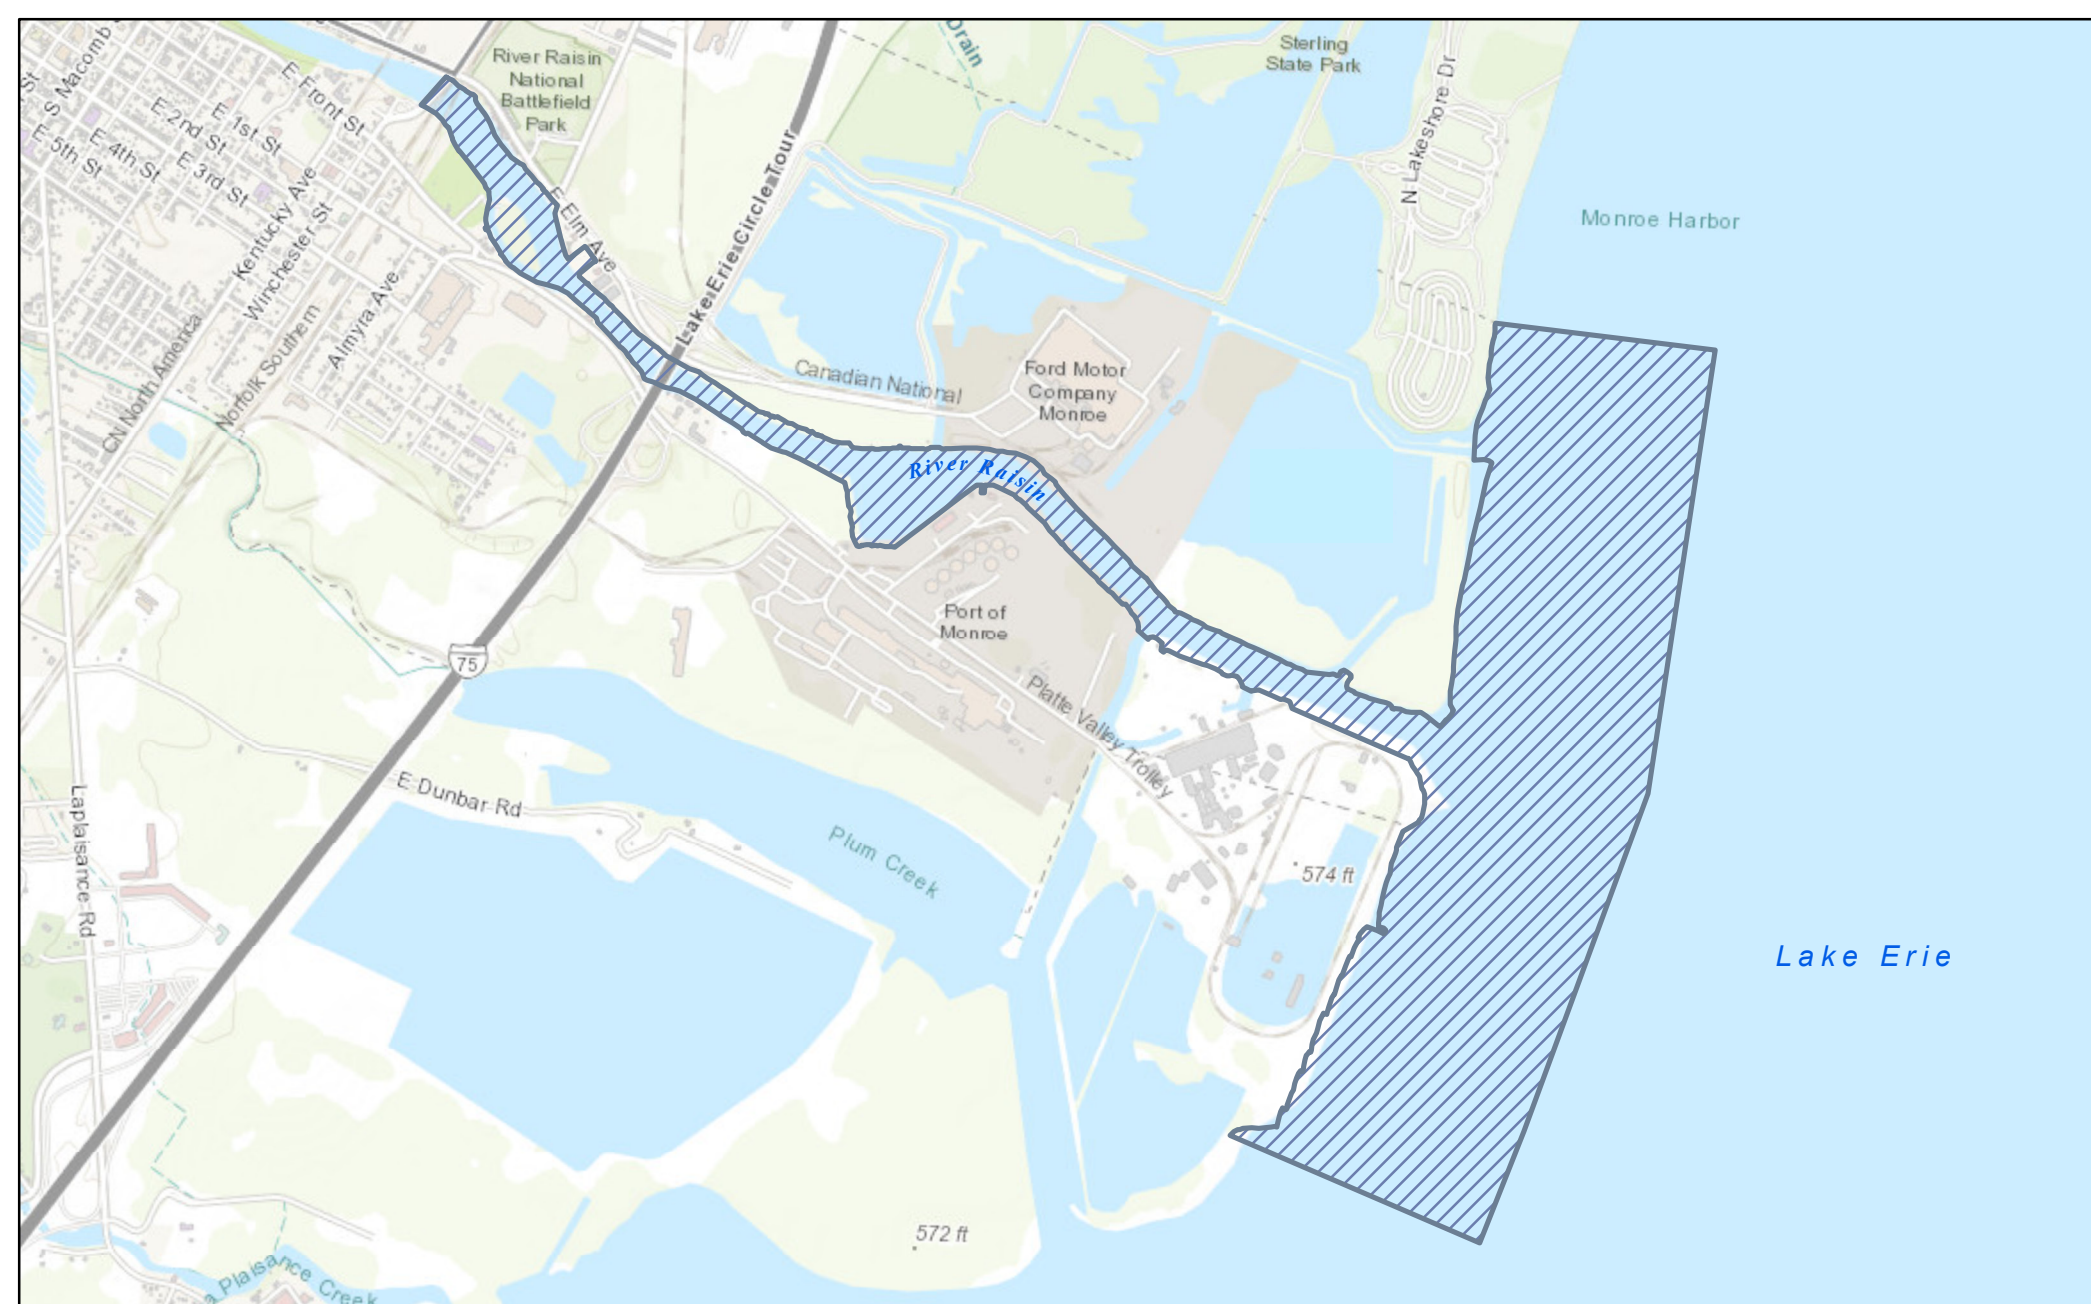 S Macomb
St
St
E Front St
E 1st St
E 2nd St
E 3rd St
E 4th St
E 5th St
Kentucky Ave
Winchester St
Almyra Ave
CN North America
Norfolk Southern
River Raisin
National
Battlefield
Park
E Elm Ave
Lake Erie Circle Tour
Drain
Sterling
State Park
N Lakeshore Dr
Monroe Harbor
Canadian National
Ford Motor
Company
Monroe
River Raisin
Port of
Monroe
Platte Valley Trolley
75
E Dunbar Rd
Laplaisance Rd
Plum Creek
574 ft
Lake Erie
572 ft
Plaisance Creek